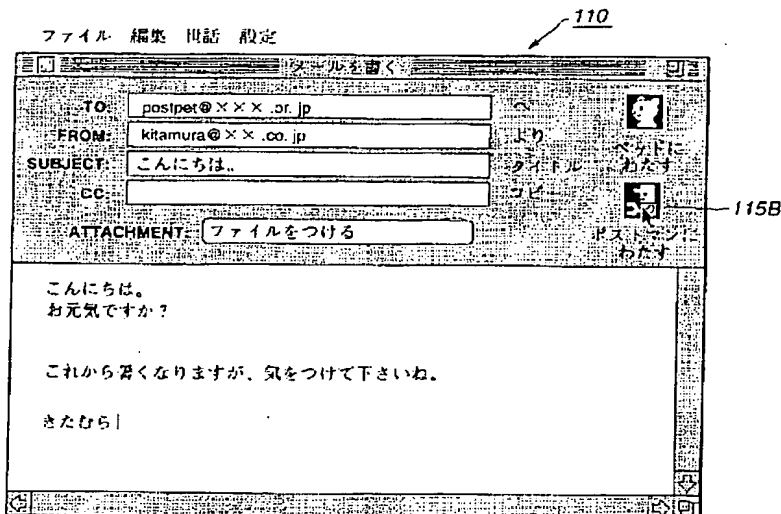 110
ファイル 編集 世話 設定
メールを書く
TO: postpet@×××.or.jp へ
FROM: kitamura@××.co.jp より
SUBJECT: こんにちは。 タイトル
CC: コピー
ATTACHMENT: ファイルをつける
ペットに
わたす
115B
ポストマンに
わたす
こんにちは。
お元気ですか?
これから暑くなりますが、気をつけて下さいね。
きたむら